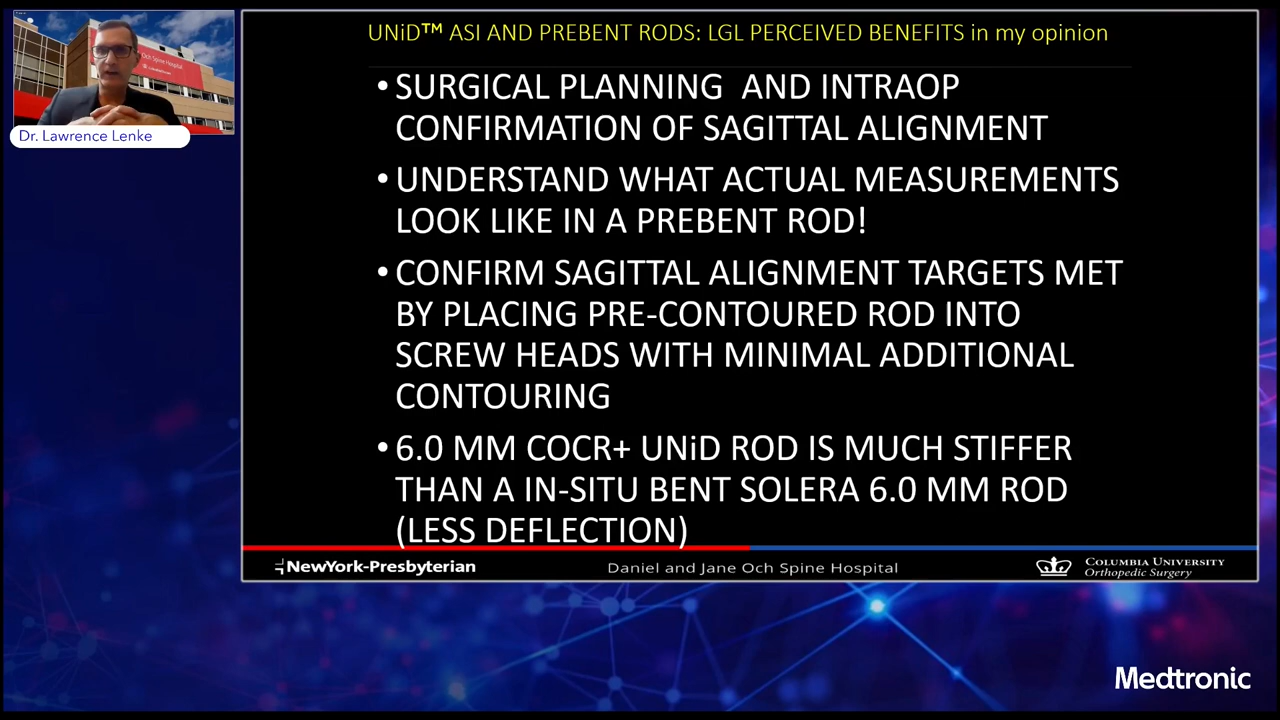 Dr. Lawrence Lenke
UNiD™ ASI AND PREBENT RODS: LGL PERCEIVED BENEFITS in my opinion
• SURGICAL PLANNING AND INTRAOP
CONFIRMATION OF SAGITTAL ALIGNMENT
• UNDERSTAND WHAT ACTUAL MEASUREMENTS
LOOK LIKE IN A PREBENT ROD!
• CONFIRM SAGITTAL ALIGNMENT TARGETS MET
BY PLACING PRE-CONTOURED ROD INTO
SCREW HEADS WITH MINIMAL ADDITIONAL
CONTOURING
• 6.0 MM COCR+ UNiD ROD IS MUCH STIFFER
THAN A IN-SITU BENT SOLERA 6.0 MM ROD
(LESS DEFLECTION)
NewYork-Presbyterian
Daniel and Jane Och Spine Hospital
COLUMBIA UNIVERSITY
Orthopedic Surgery
Medtronic
Och Spine Hospital